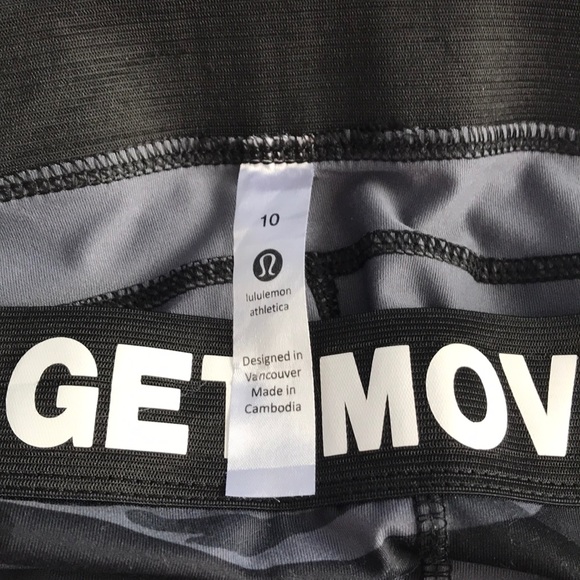 10
lululemon
athletica
Designed in
Vancouver
Made in
Cambodia
GET MOV